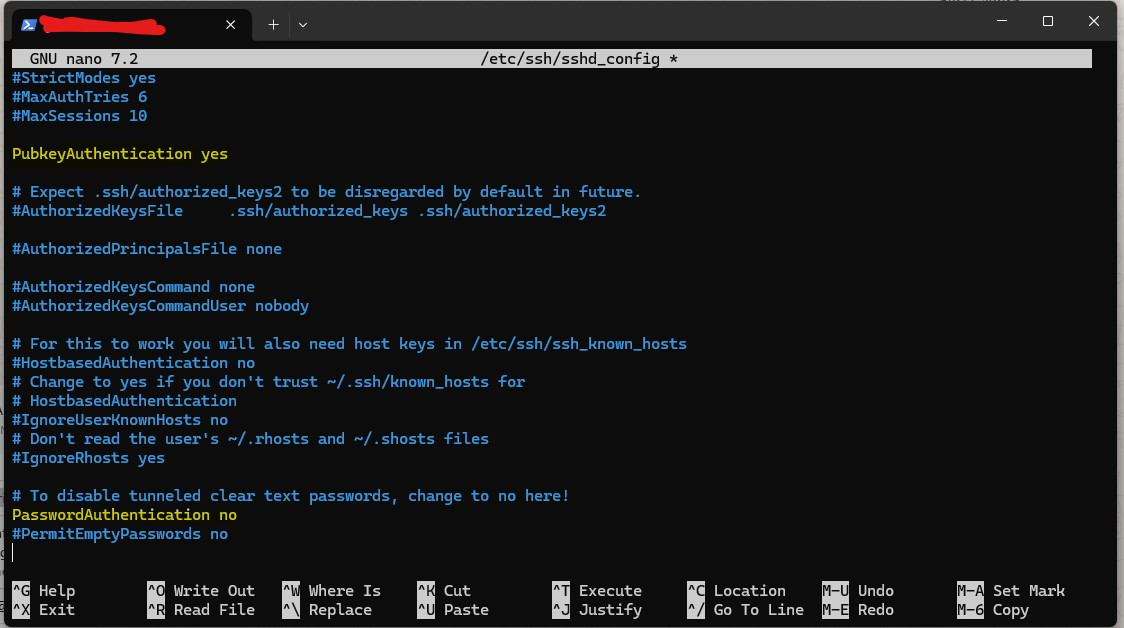 GNU nano 7.2 /etc/ssh/sshd_config *
#StrictModes yes
#MaxAuthTries 6
#MaxSessions 10
PubkeyAuthentication yes
# Expect .ssh/authorized_keys2 to be disregarded by default in future.
#AuthorizedKeysFile     .ssh/authorized_keys .ssh/authorized_keys2
#AuthorizedPrincipalsFile none
#AuthorizedKeysCommand none
#AuthorizedKeysCommandUser nobody
# For this to work you will also need host keys in /etc/ssh/ssh_known_hosts
#HostbasedAuthentication no
# Change to yes if you don't trust ~/.ssh/known_hosts for
# HostbasedAuthentication
#IgnoreUserKnownHosts no
# Don't read the user's ~/.rhosts and ~/.shosts files
#IgnoreRhosts yes
# To disable tunneled clear text passwords, change to no here!
PasswordAuthentication no
#PermitEmptyPasswords no
^G Help ^O Write Out ^W Where Is ^K Cut ^T Execute ^C Location M-U Undo M-A Set Mark
^X Exit ^R Read File ^\ Replace ^U Paste ^J Justify ^/ Go To Line M-E Redo M-6 Copy